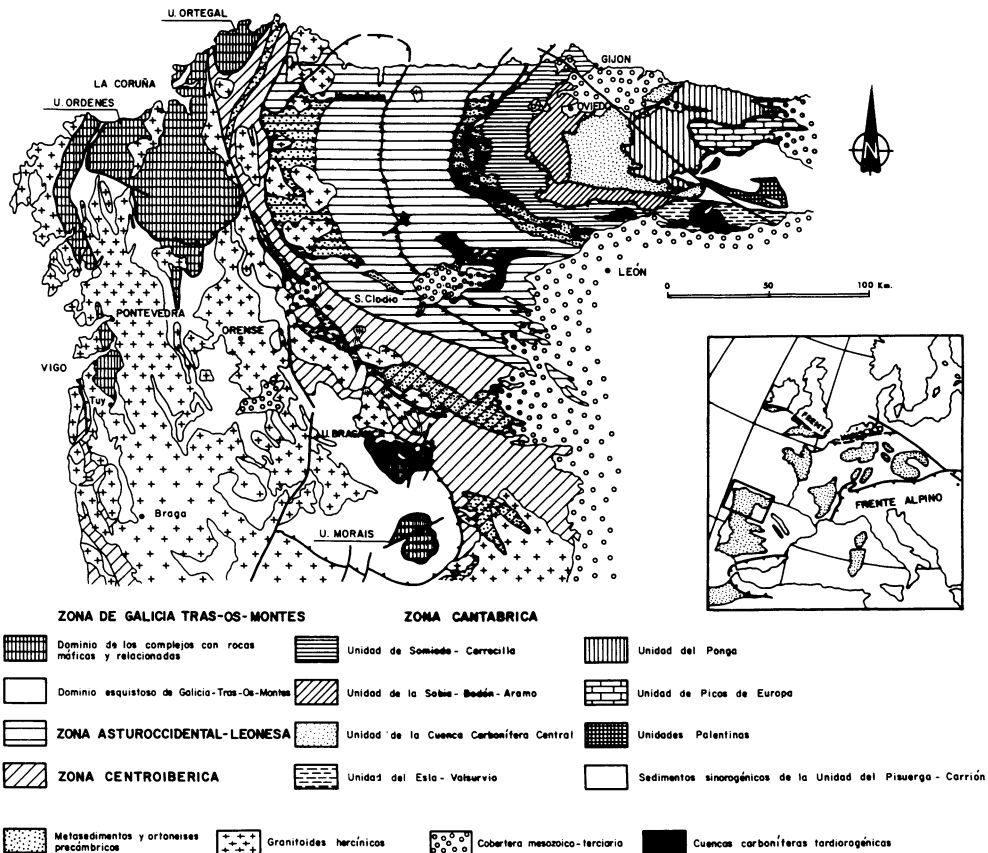 U. ORTEGAL
GIJON
LA CORUÑA
U. ORDENES
OVIEDO
N
LEÓN
0 50 100 Km.
S. Clodio
PONTEVEDRA
ORENSE
VIGO
Tuy
U. BRAGANZA
Braga
U. MORAIS
FRENTE
FRENTE ALPINO
ZONA DE GALICIA TRAS-OS-MONTES
ZONA CANTABRICA
Dominio de los complejos con rocas
máficas y relacionadas
Unidad de Somiedo - Correcilla
Unidad del Ponga
Dominio esquistoso de Galicia-Tras-Os-Montes
Unidad de la Sobia - Bodón - Aramo
Unidad de Picos de Europa
ZONA ASTUROCCIDENTAL-LEONESA
Unidad de la Cuenca Carbonífera Central
Unidades Palentinas
ZONA CENTROIBERICA
Unidad del Esla - Valsurvio
Sedimentos sinorogénicos de la Unidad del Pisuerga - Carrión
Metasedimentos y ortoneises
precámbricos
Granitoides hercínicos
Cobertera mesozoico-terciaria
Cuencas carboníferas tardiorogénicas